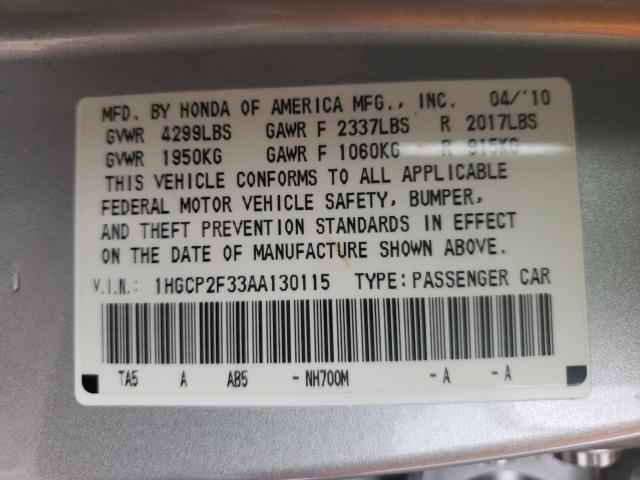 MFD. BY HONDA OF AMERICA MFG., INC. 04/'10
GVWR 4299LBS GAWR F 2337LBS R 2017LBS
GVWR 1950KG GAWR F 1060KG R 915KG
THIS VEHICLE CONFORMS TO ALL APPLICABLE
FEDERAL MOTOR VEHICLE SAFETY, BUMPER,
AND THEFT PREVENTION STANDARDS IN EFFECT
ON THE DATE OF MANUFACTURE SHOWN ABOVE.
V.I.N.: 1HGCP2F33AA130115 TYPE:PASSENGER CAR
TA5 A AB5 - NH700M - A - A